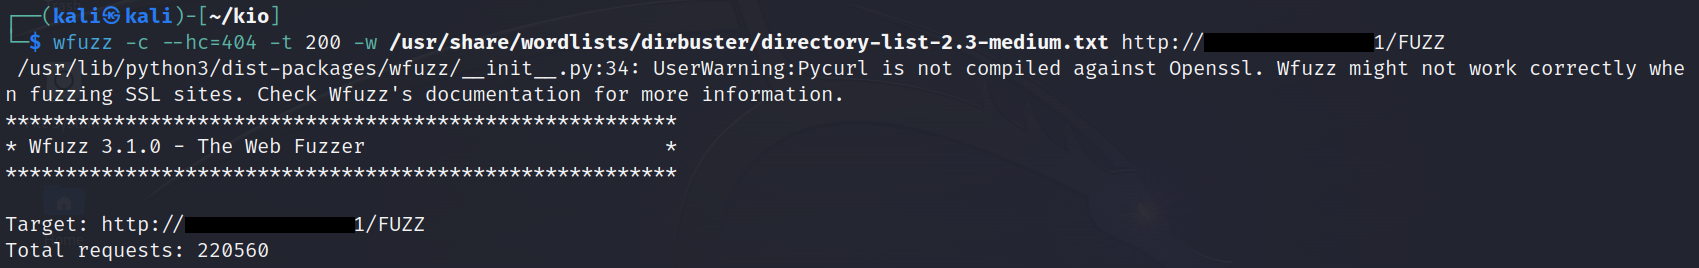 ┌──(kali㉿kali)-[~/kio]
└─$ wfuzz -c --hc=404 -t 200 -w /usr/share/wordlists/dirbuster/directory-list-2.3-medium.txt http://1/FUZZ
/usr/lib/python3/dist-packages/wfuzz/__init__.py:34: UserWarning:Pycurl is not compiled against Openssl. Wfuzz might not work correctly whe
n fuzzing SSL sites. Check Wfuzz's documentation for more information.
********************************************************
* Wfuzz 3.1.0 - The Web Fuzzer                         *
********************************************************
Target: http://1/FUZZ
Total requests: 220560